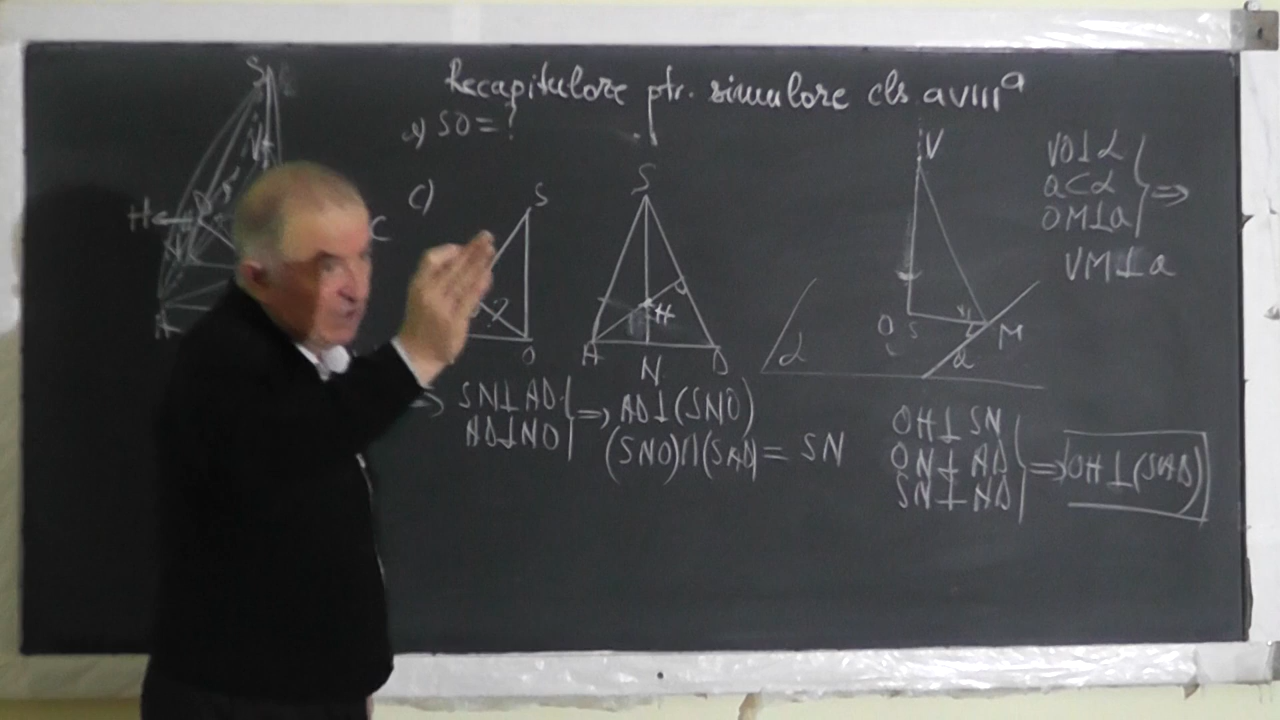 Recapitulare ptr. simulare cls. a VIIIª
a) SO = ?
c)
S
H
C
A
S
O
S
H
A
N
D
V
O
M
a
α
VO⊥α
a⊂α
OM⊥a
⇒
VM⊥a
⇒ SN⊥AD
AD⊥NO
⇒ AD⊥(SNO)
(SNO)∩(SAD) = SN
OH⊥SN
ON⊥AD
SN⊥AD
⇒ OH⊥(SAD)